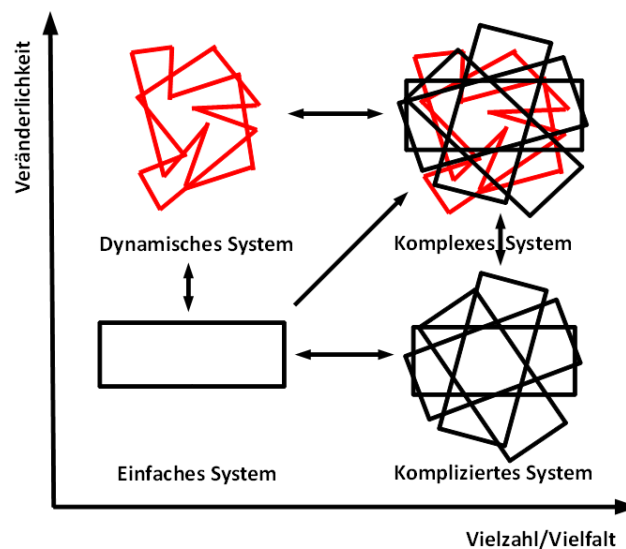 Veränderlichkeit
Dynamisches System
Komplexes System
Einfaches System
Kompliziertes System
Vielzahl/Vielfalt